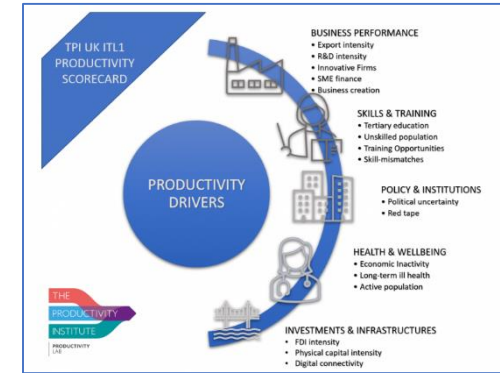 TPI UK ITL1
PRODUCTIVITY
SCORECARD
BUSINESS PERFORMANCE
• Export intensity
• R&D intensity
• Innovative Firms
• SME finance
• Business creation
SKILLS & TRAINING
• Tertiary education
• Unskilled population
• Training Opportunities
• Skill-mismatches
PRODUCTIVITY
DRIVERS
POLICY & INSTITUTIONS
• Political uncertainty
• Red tape
HEALTH & WELLBEING
• Economic Inactivity
• Long-term ill health
• Active population
INVESTMENTS & INFRASTRUCTURES
• FDI intensity
• Physical capital intensity
• Digital connectivity
THE
PRODUCTIVITY
INSTITUTE
PRODUCTIVITY
LAB